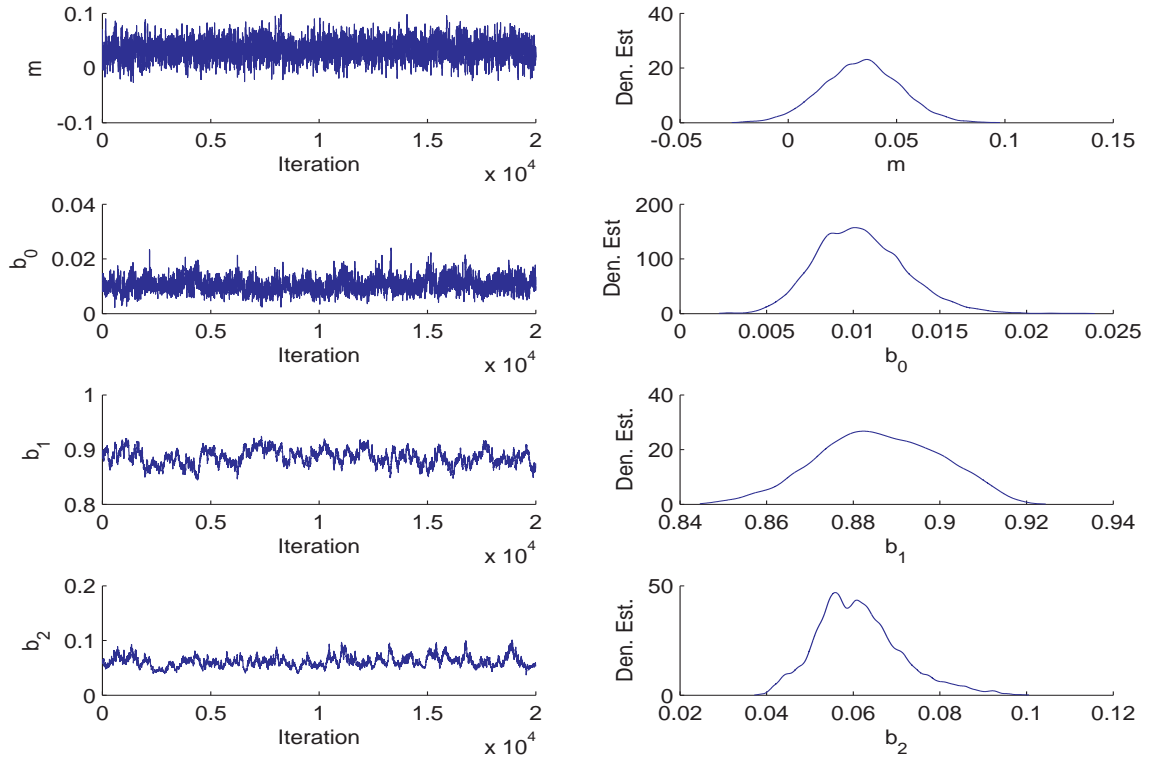 0.1
0
-0.1
m
0 0.5 1 1.5 2
Iteration
x 10^4
40
20
0
Den. Est
-0.05 0 0.05 0.1 0.15
m
0.04
0.02
0
b_0
0 0.5 1 1.5 2
Iteration
x 10^4
200
100
0
Den. Est
0 0.005 0.01 0.015 0.02 0.025
b_0
1
0.9
0.8
b_1
0 0.5 1 1.5 2
Iteration
x 10^4
40
20
0
Den. Est.
0.84 0.86 0.88 0.9 0.92 0.94
b_1
0.2
0.1
0
b_2
0 0.5 1 1.5 2
Iteration
x 10^4
50
0
Den. Est.
0.02 0.04 0.06 0.08 0.1 0.12
b_2